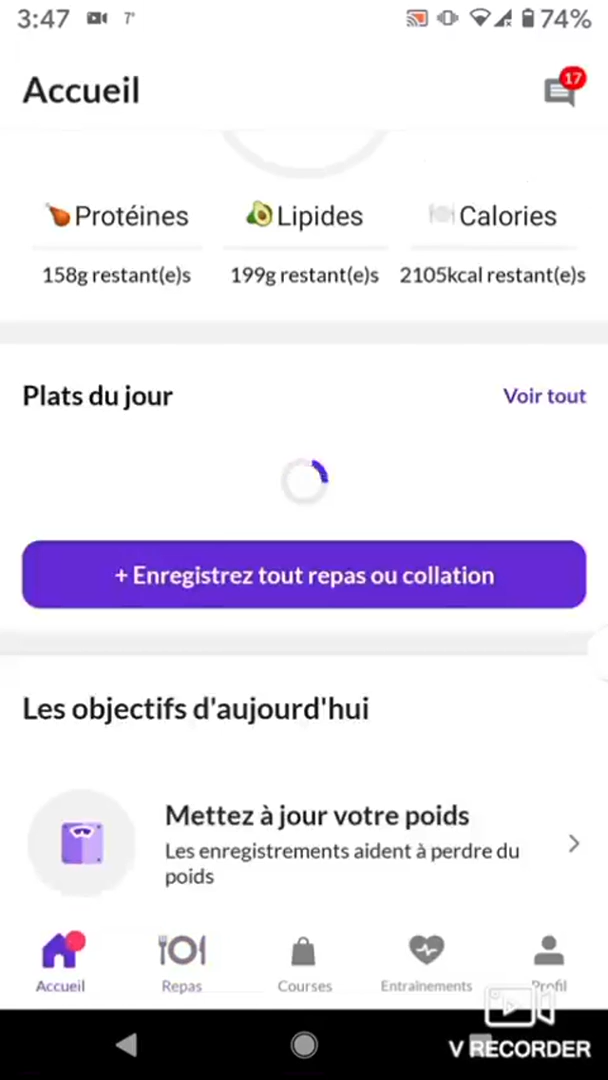 3:47 7' 74%
Accueil
17
Protéines Lipides Calories
158g restant(e)s 199g restant(e)s 2105kcal restant(e)s
Plats du jour Voir tout
+ Enregistrez tout repas ou collation
Les objectifs d'aujourd'hui
Mettez à jour votre poids
Les enregistrements aident à perdre du
poids
Accueil Repas Courses Entraînements Profil
V RECORDER